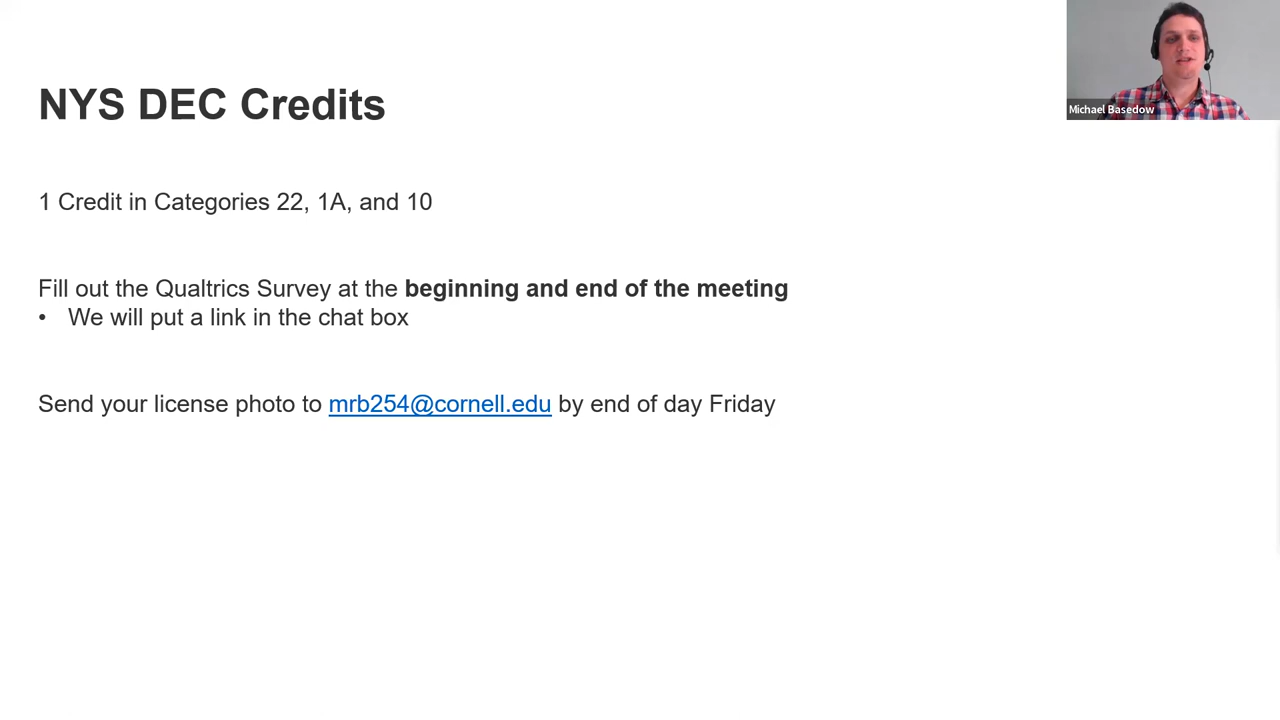 NYS DEC Credits
Michael Basedow
1 Credit in Categories 22, 1A, and 10
Fill out the Qualtrics Survey at the beginning and end of the meeting
• We will put a link in the chat box
Send your license photo to mrb254@cornell.edu by end of day Friday